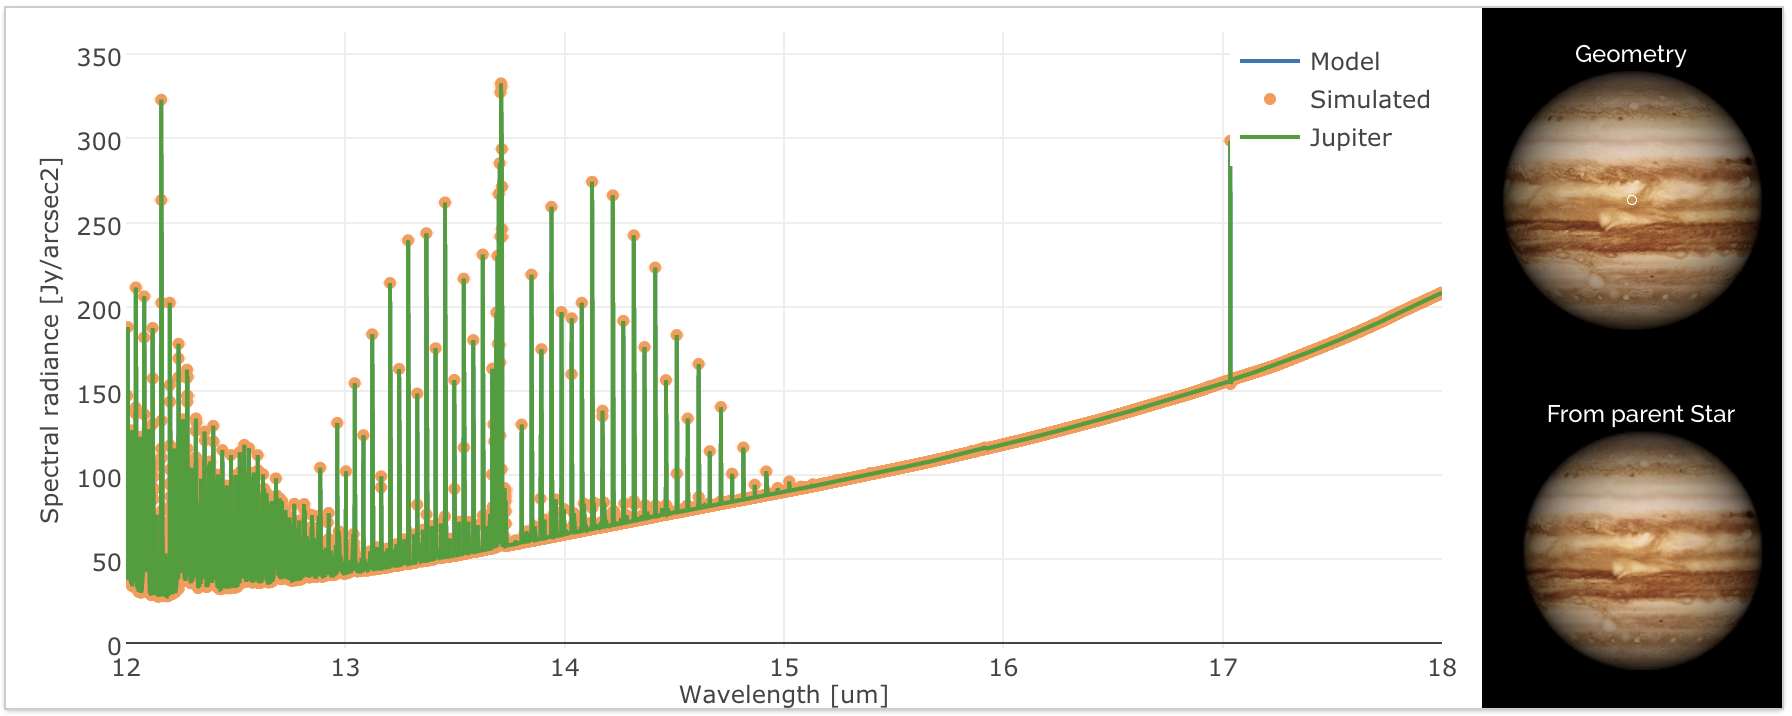 350
300
250
200
150
100
50
0
Spectral radiance [Jy/arcsec2]
12 13 14 15 16 17 18
Wavelength [um]
Model
Simulated
Jupiter
Geometry
From parent Star